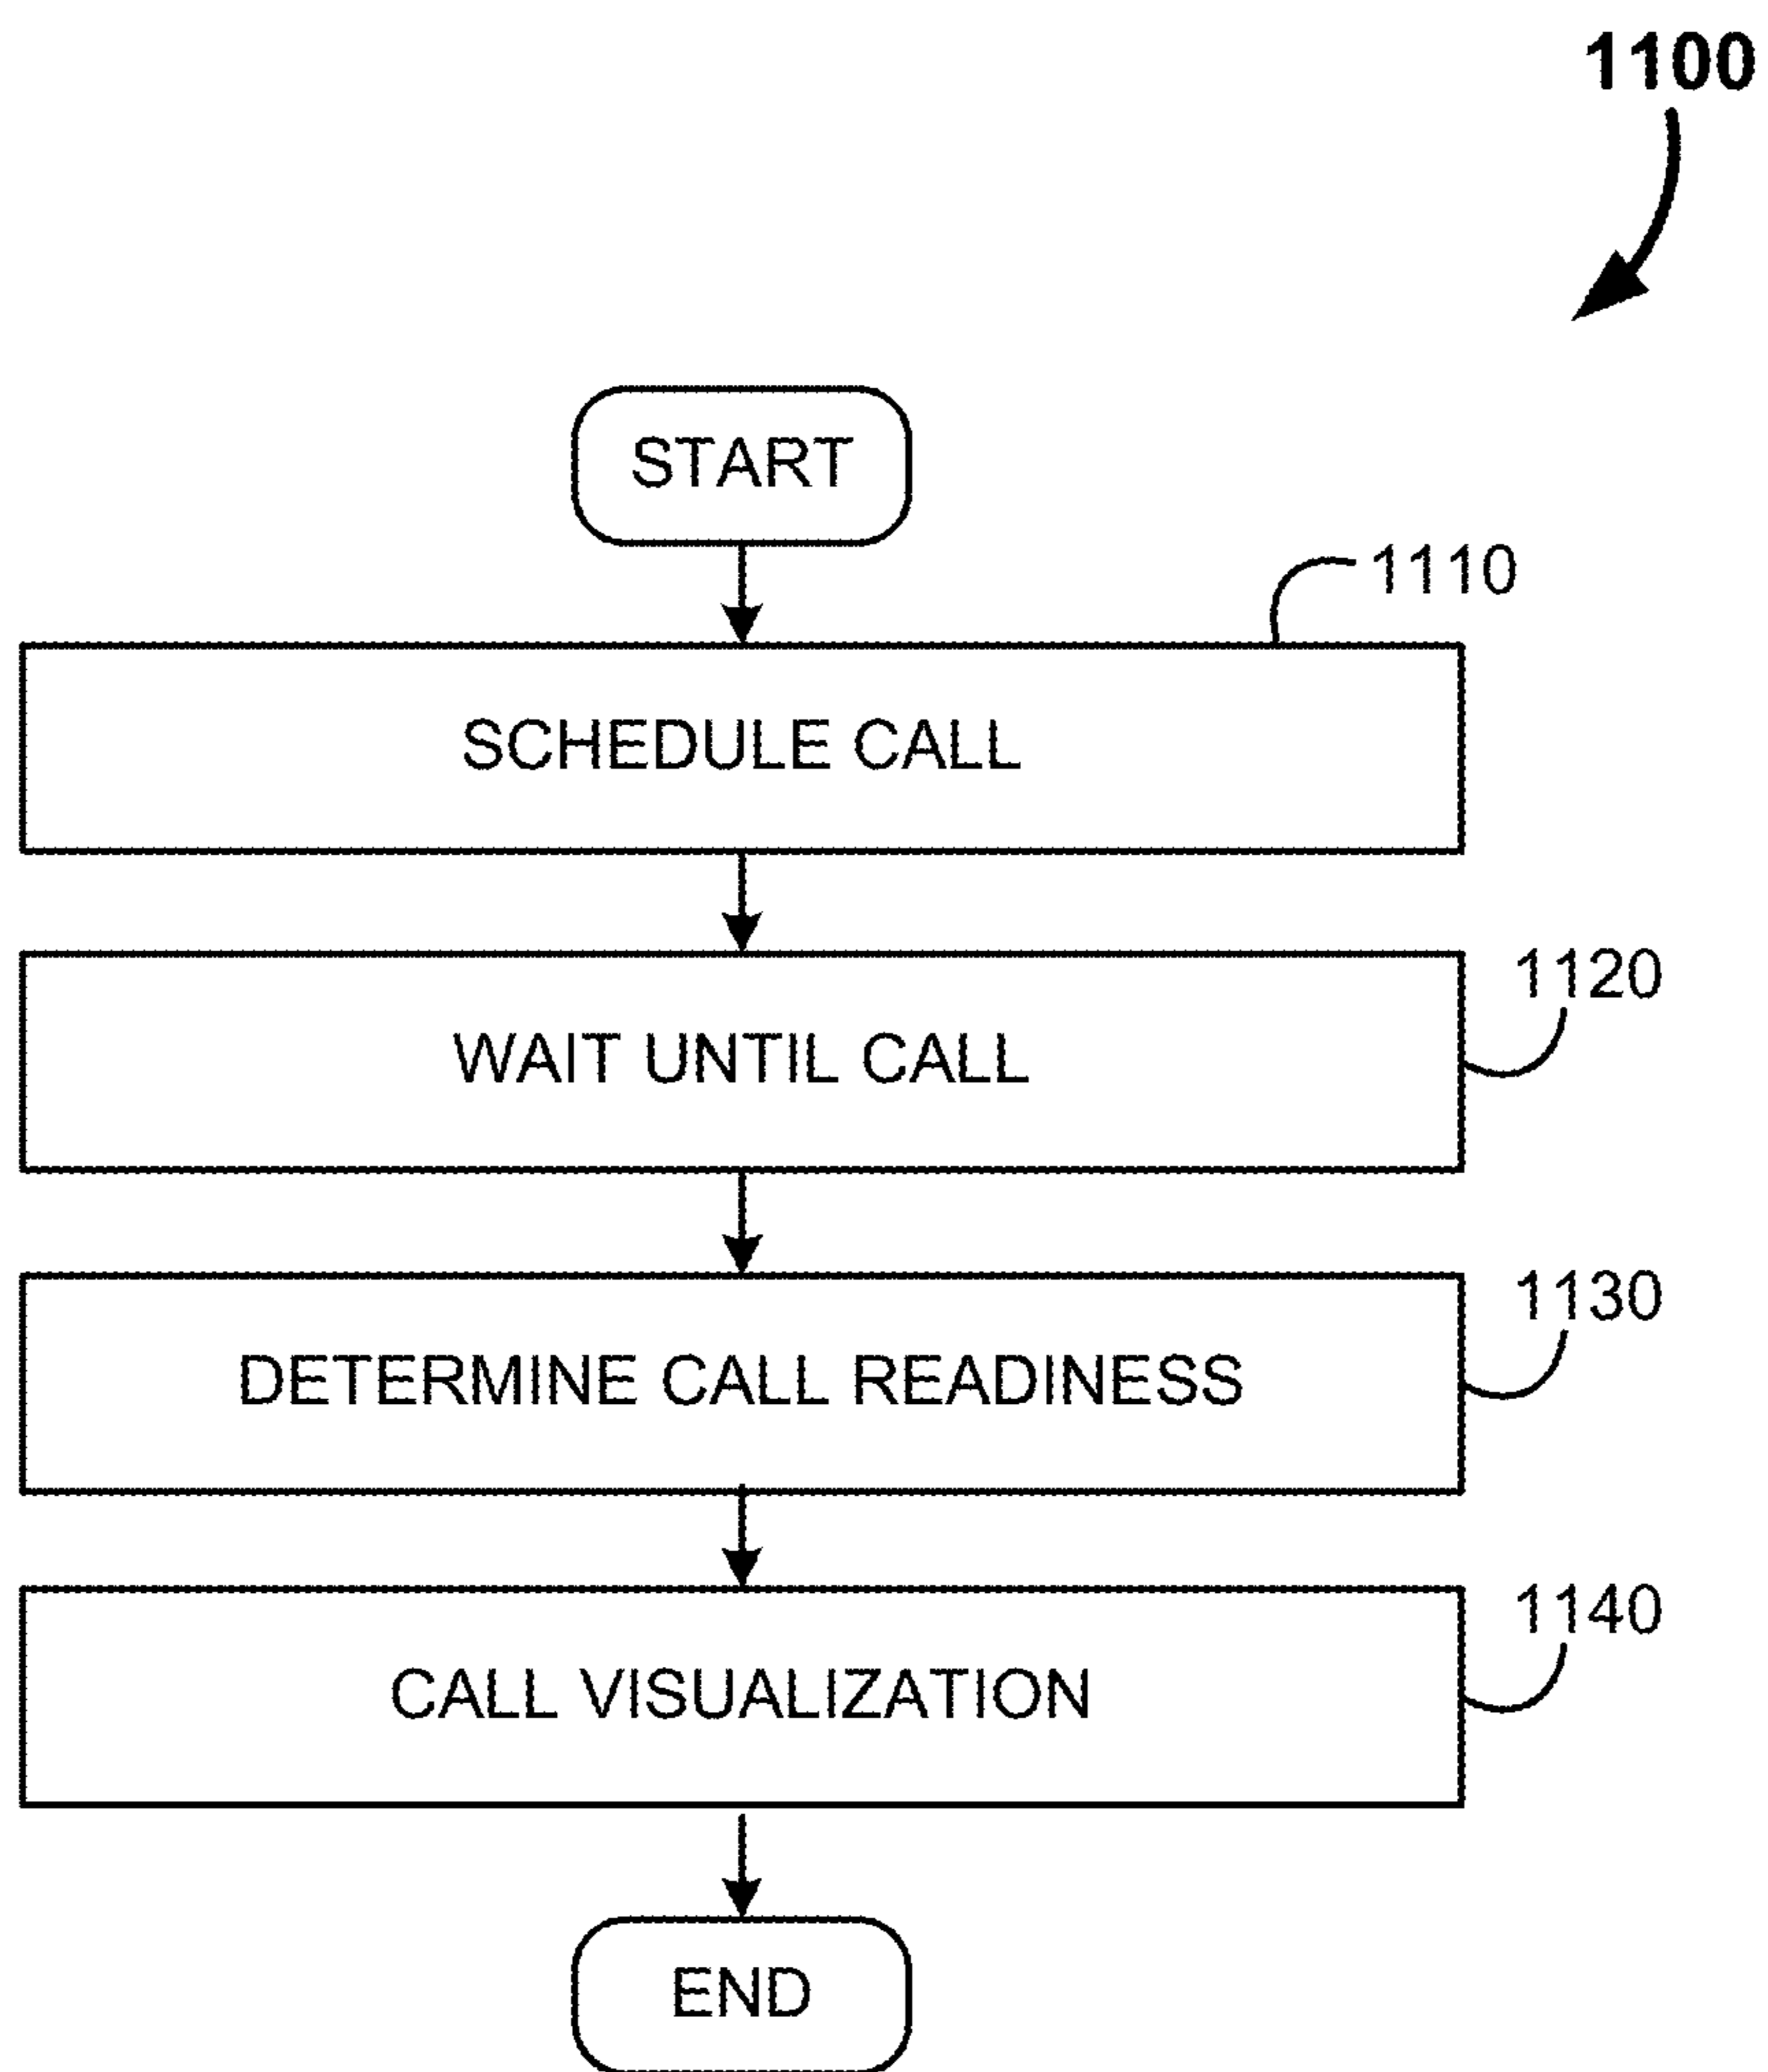 1100
START
1110
SCHEDULE CALL
1120
WAIT UNTIL CALL
1130
DETERMINE CALL READINESS
1140
CALL VISUALIZATION
END